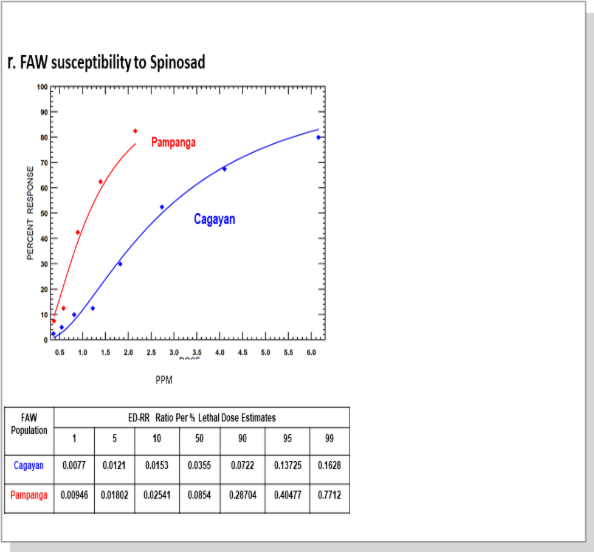 r. FAW susceptibility to Spinosad
100
90
80
70
60
50
40
30
20
10
0
PERCENT RESPONSE
Pampanga
Cagayan
0.5 1.0 1.5 2.0 2.5 3.0 3.5 4.0 4.5 5.0 5.5 6.0
DOSE
PPM
FAW Population ED-RR Ratio Per % Lethal Dose Estimates
1 5 10 50 90 95 99
Cagayan 0.0077 0.0121 0.0153 0.0355 0.0722 0.13725 0.1628
Pampanga 0.00946 0.01802 0.02541 0.0854 0.28704 0.40477 0.7712